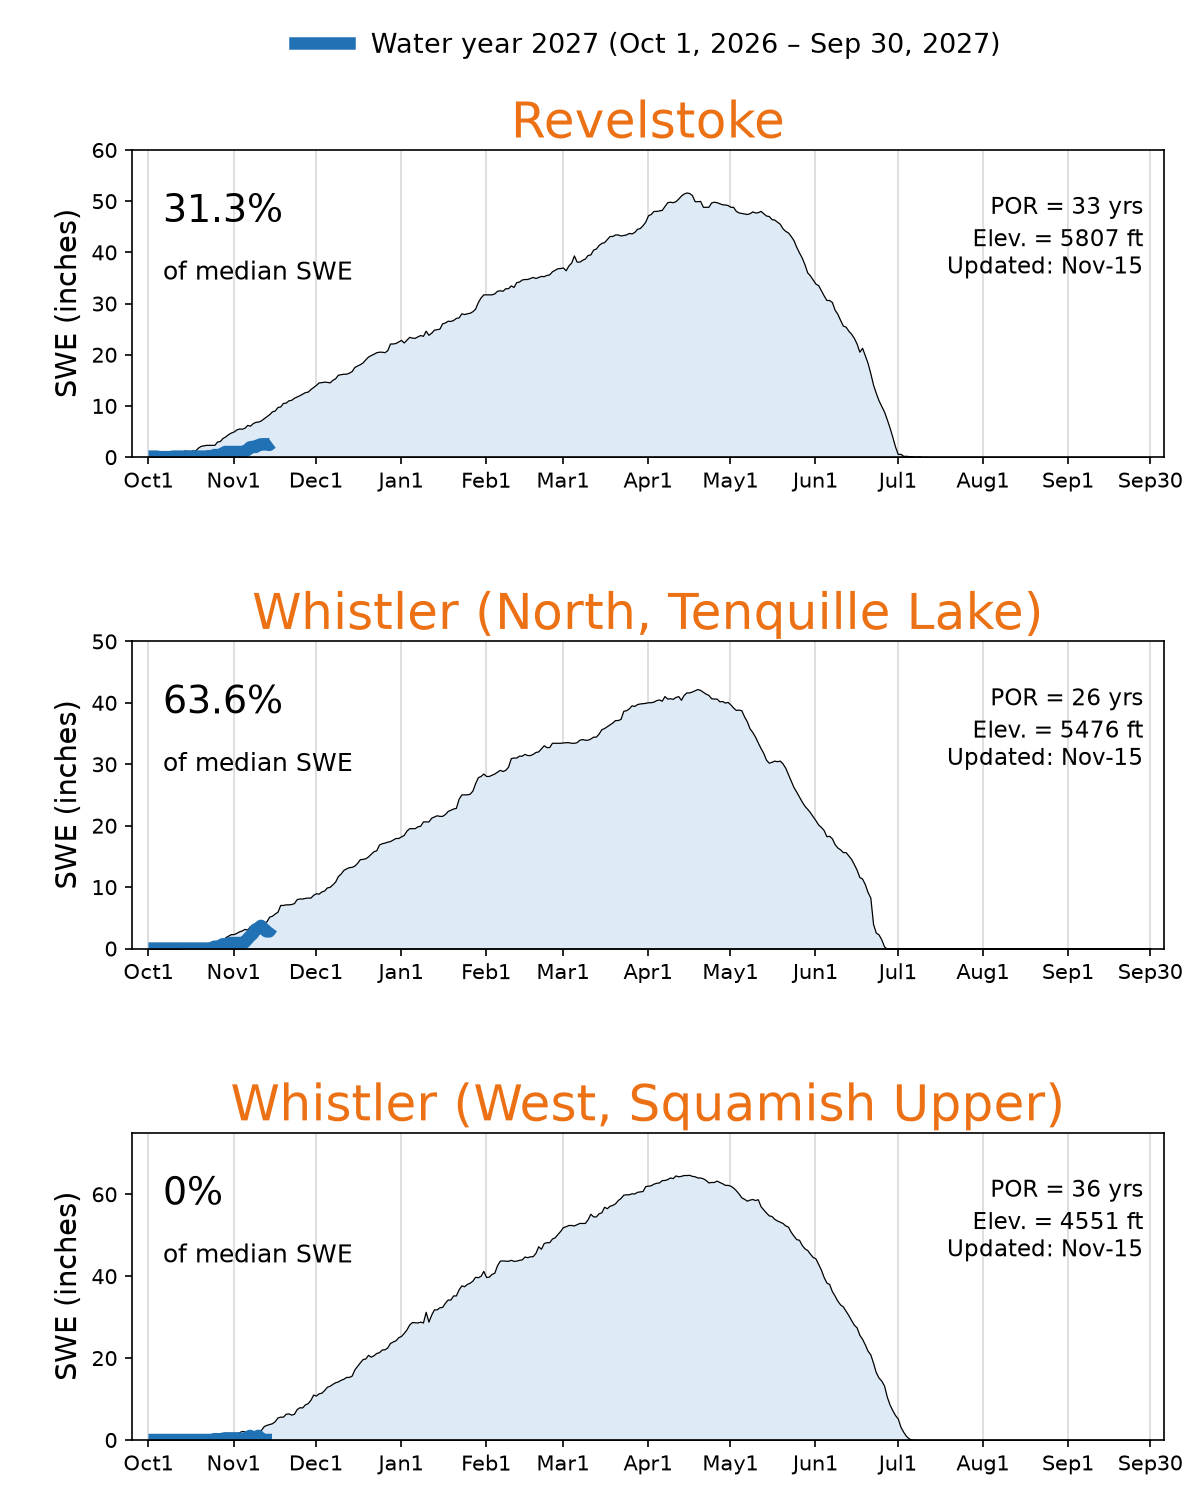 Water year 2027 (Oct 1, 2026 – Sep 30, 2027)
Revelstoke
60
50
40
30
20
10
0
SWE (inches)
31.3%
of median SWE
POR = 33 yrs
Elev. = 5807 ft
Updated: Nov-15
Oct1 Nov1 Dec1 Jan1 Feb1 Mar1 Apr1 May1 Jun1 Jul1 Aug1 Sep1 Sep30
Whistler (North, Tenquille Lake)
50
40
30
20
10
0
SWE (inches)
63.6%
of median SWE
POR = 26 yrs
Elev. = 5476 ft
Updated: Nov-15
Oct1 Nov1 Dec1 Jan1 Feb1 Mar1 Apr1 May1 Jun1 Jul1 Aug1 Sep1 Sep30
Whistler (West, Squamish Upper)
60
40
20
0
SWE (inches)
0%
of median SWE
POR = 36 yrs
Elev. = 4551 ft
Updated: Nov-15
Oct1 Nov1 Dec1 Jan1 Feb1 Mar1 Apr1 May1 Jun1 Jul1 Aug1 Sep1 Sep30